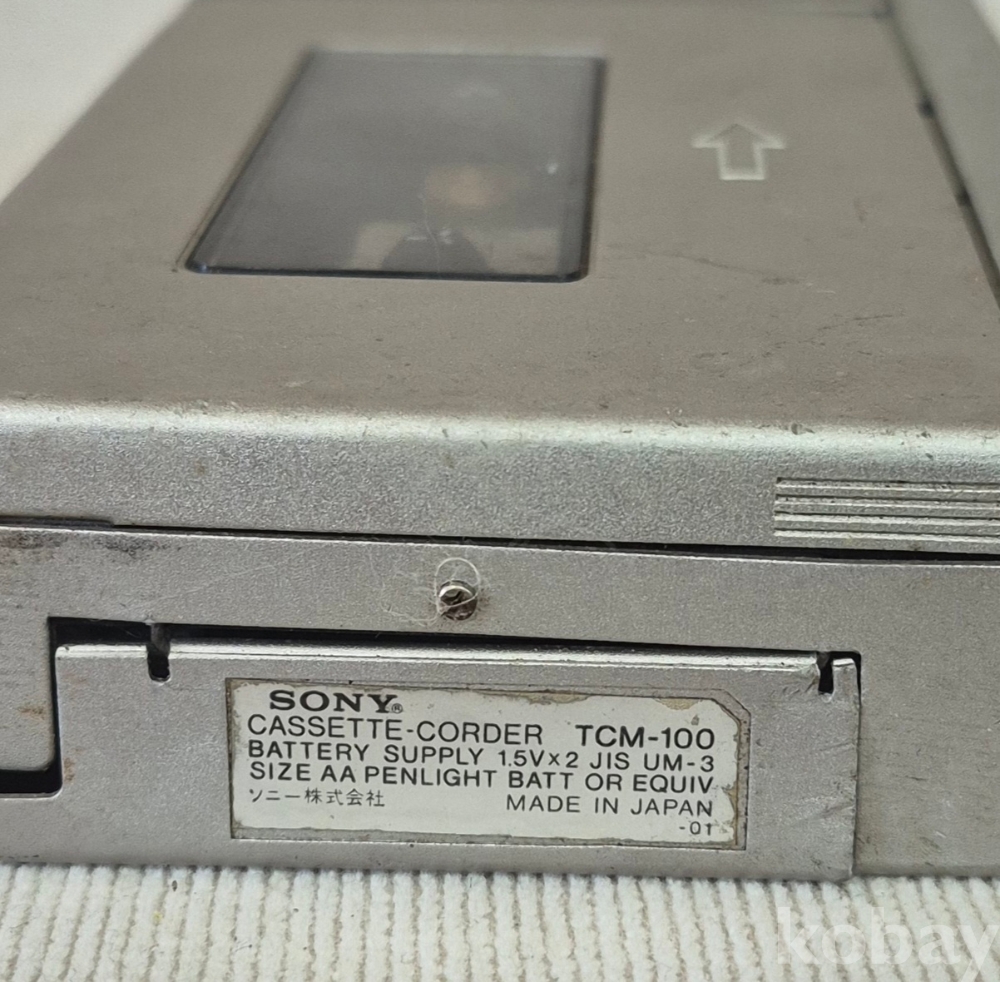 SONY®
CASSETTE-CORDER TCM-100
BATTERY SUPPLY 1.5V×2 JIS UM-3
SIZE AA PENLIGHT BATT OR EQUIV
ソニー株式会社 MADE IN JAPAN
-01
kobay